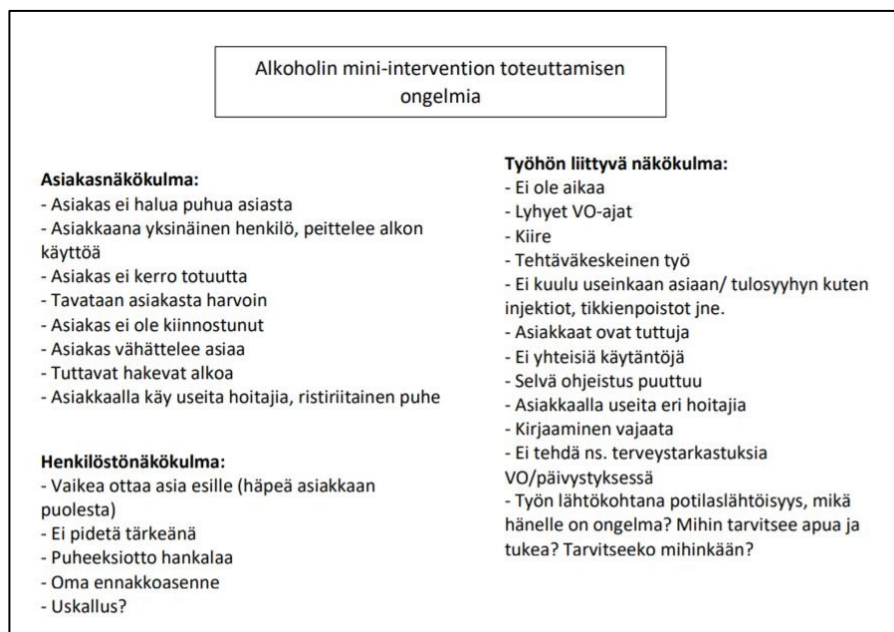 Alkoholin mini-intervention toteuttamisen
ongelmia
Asiakasnäkökulma:
- Asiakas ei halua puhua asiasta
- Asiakkaana yksinäinen henkilö, peittelee alkon
käyttöä
- Asiakas ei kerro totuutta
- Tavataan asiakasta harvoin
- Asiakas ei ole kiinnostunut
- Asiakas vähättelee asiaa
- Tuttavat hakevat alkoa
- Asiakkaalla käy useita hoitajia, ristiriitainen puhe
Henkilöstönäkökulma:
- Vaikea ottaa asia esille (häpeä asiakkaan
puolesta)
- Ei pidetä tärkeänä
- Puheeksiotto hankalaa
- Oma ennakkoasenne
- Uskallus?
Työhön liittyvä näkökulma:
- Ei ole aikaa
- Lyhyet VO-ajat
- Kiire
- Tehtäväkeskeinen työ
- Ei kuulu useinkaan asiaan/ tulosyyhyn kuten
injektiot, tikkienpoistot jne.
- Asiakkaat ovat tuttuja
- Ei yhteisiä käytäntöjä
- Selvä ohjeistus puuttuu
- Asiakkaalla useita eri hoitajia
- Kirjaaminen vajaata
- Ei tehdä ns. terveystarkastuksia
VO/päivystyksessä
- Työn lähtökohtana potilaslähtöisyys, mikä
hänelle on ongelma? Mihin tarvitsee apua ja
tukea? Tarvitseeko mihinkään?